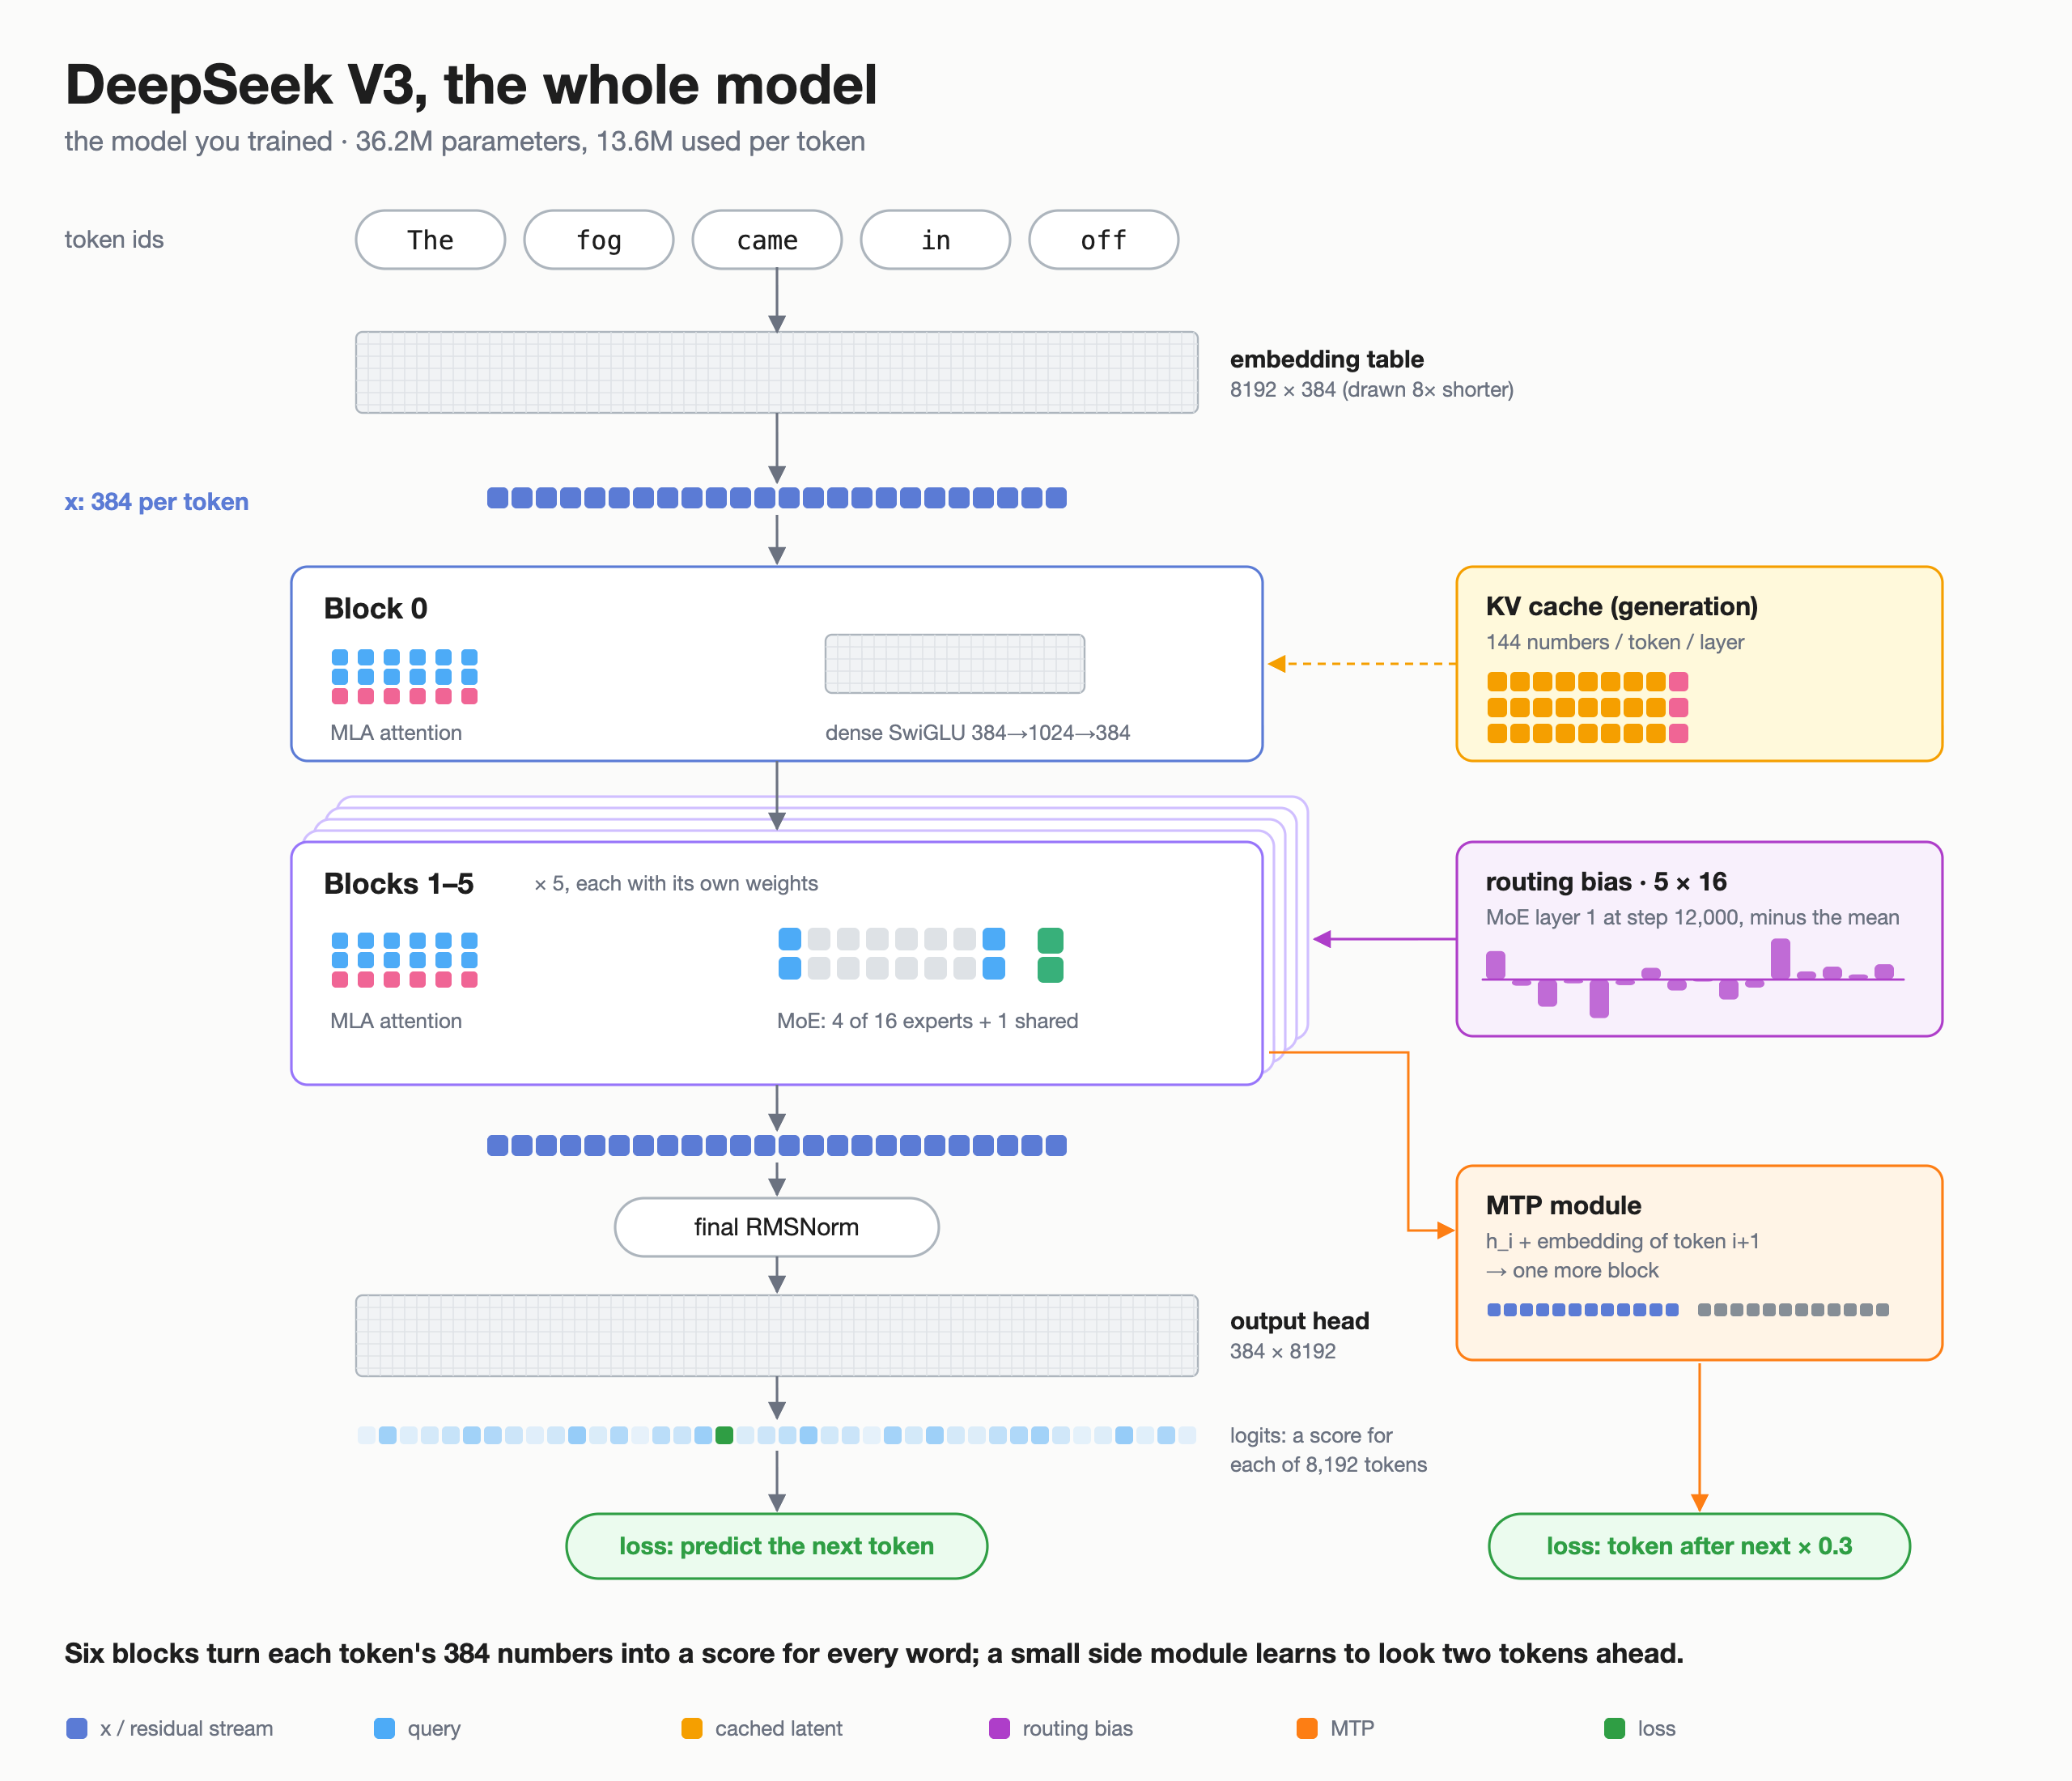 DeepSeek V3, the whole model
the model you trained · 36.2M parameters, 13.6M used per token
token ids
The
fog
came
in
off
embedding table
8192 × 384 (drawn 8× shorter)
x: 384 per token
Block 0
MLA attention
dense SwiGLU 384→1024→384
KV cache (generation)
144 numbers / token / layer
Blocks 1–5
× 5, each with its own weights
MLA attention
MoE: 4 of 16 experts + 1 shared
routing bias · 5 × 16
MoE layer 1 at step 12,000, minus the mean
final RMSNorm
MTP module
h_i + embedding of token i+1
→ one more block
output head
384 × 8192
logits: a score for
each of 8,192 tokens
loss: predict the next token
loss: token after next × 0.3
Six blocks turn each token's 384 numbers into a score for every word; a small side module learns to look two tokens ahead.
x / residual stream
query
cached latent
routing bias
MTP
loss